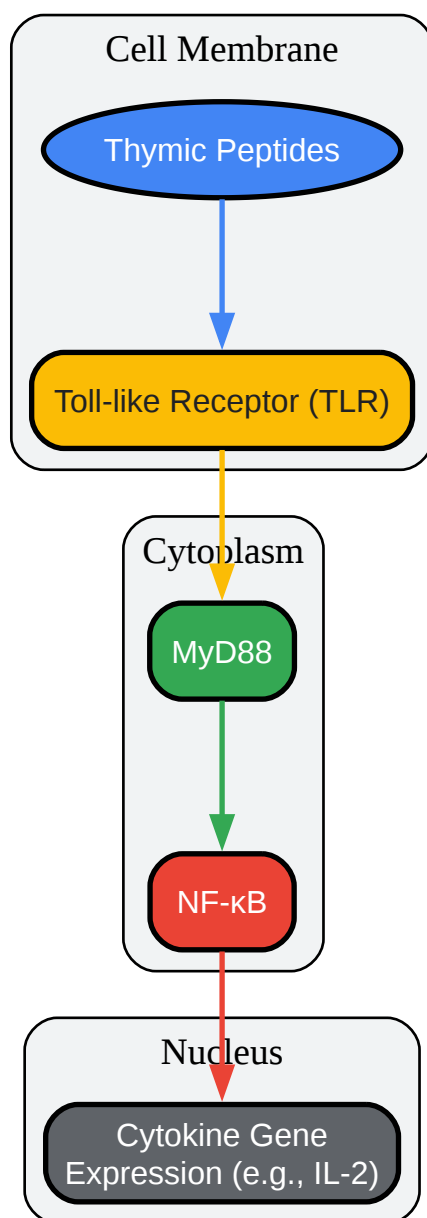 Cell Membrane
Thymic Peptides
Toll-like Receptor (TLR)
Cytoplasm
MyD88
NF-κB
Nucleus
Cytokine Gene
Expression (e.g., IL-2)